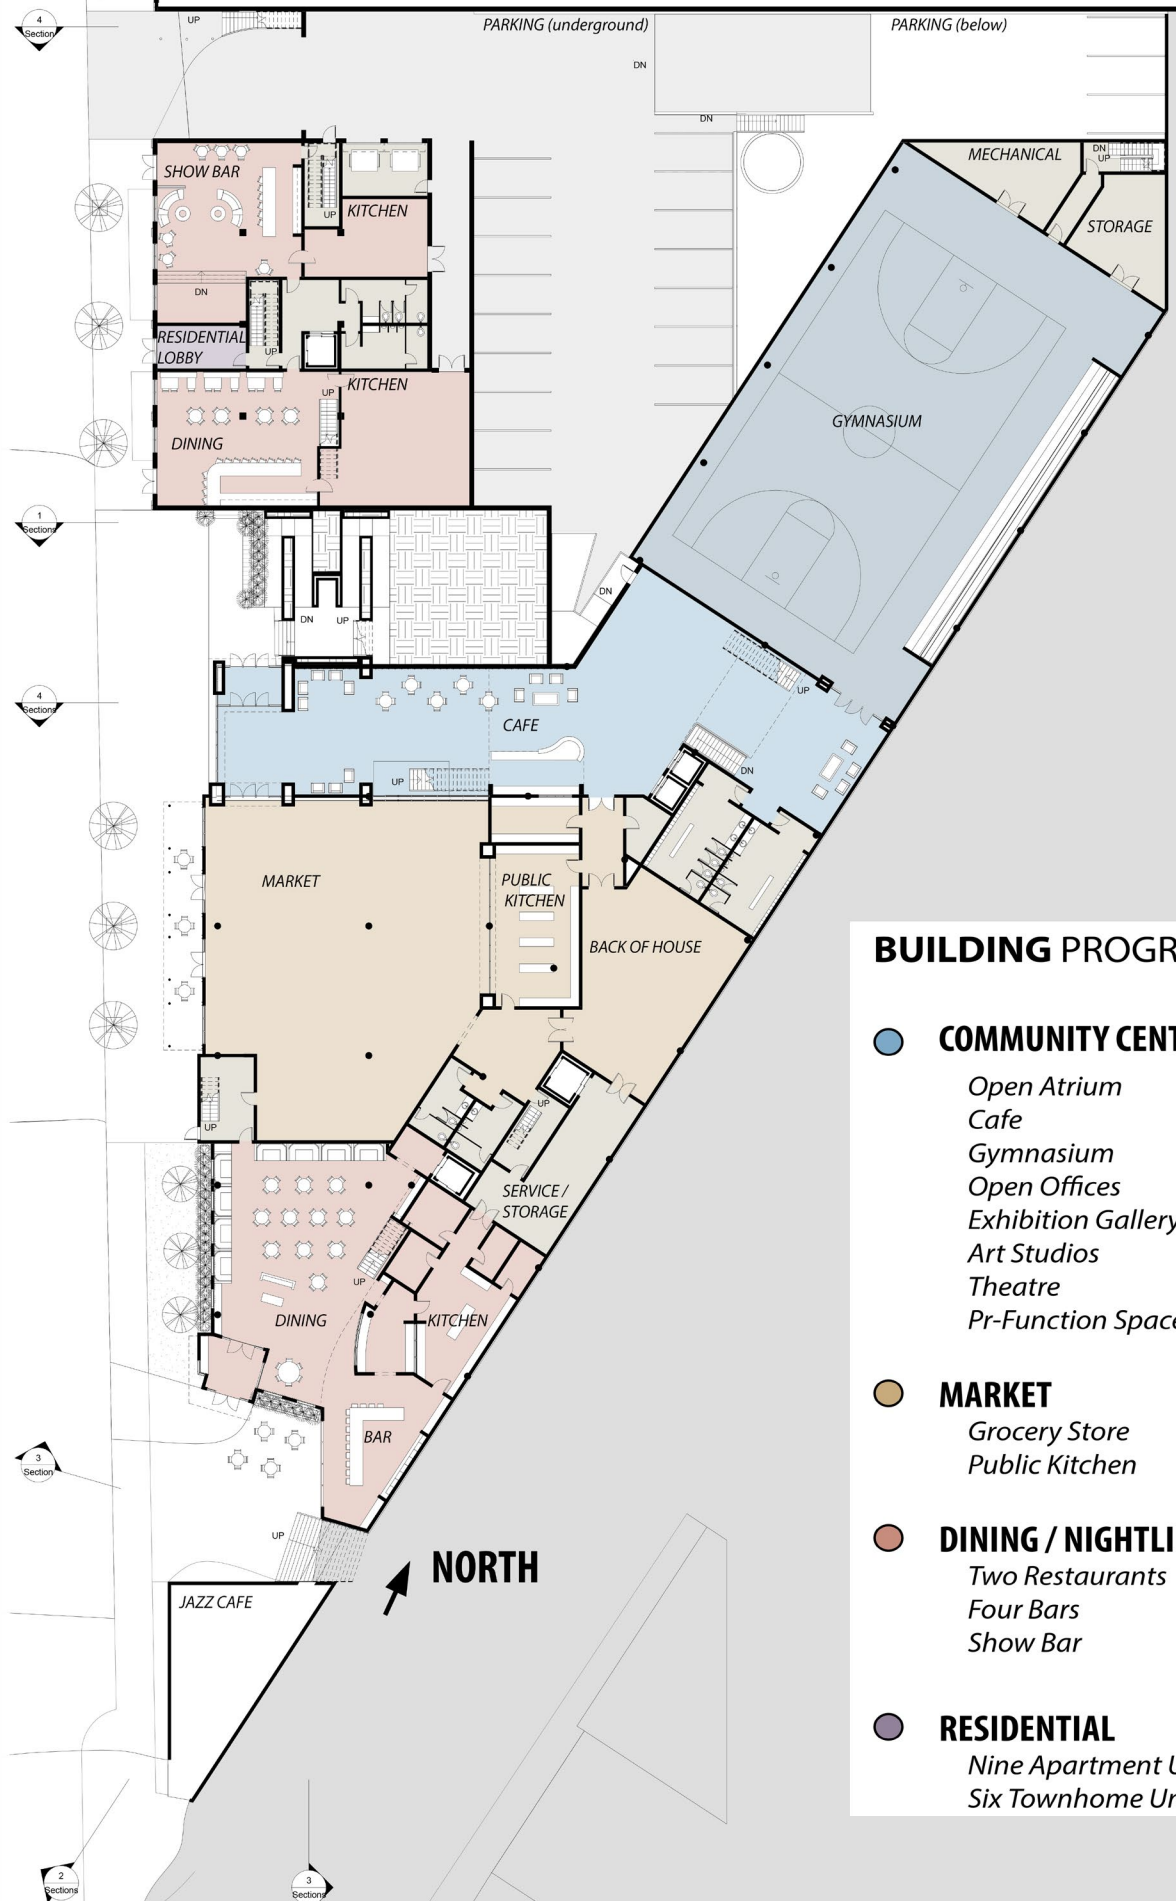 4
Section
UP
PARKING (underground)
PARKING (below)
DN
DN
SHOW BAR
KITCHEN
UP
MECHANICAL
DN
UP
STORAGE
DN
RESIDENTIAL
LOBBY
UP
KITCHEN
UP
DINING
GYMNASIUM
1
Sections
DN
UP
DN
UP
4
Sections
CAFE
UP
DN
MARKET
PUBLIC
KITCHEN
BACK OF HOUSE
UP
UP
SERVICE /
STORAGE
UP
DINING
KITCHEN
BAR
3
Section
UP
NORTH
JAZZ CAFE
2
Sections
3
Sections
BUILDING PROGR
COMMUNITY CENT
Open Atrium
Cafe
Gymnasium
Open Offices
Exhibition Gallery
Art Studios
Theatre
Pr-Function Space
MARKET
Grocery Store
Public Kitchen
DINING / NIGHTLI
Two Restaurants
Four Bars
Show Bar
RESIDENTIAL
Nine Apartment U
Six Townhome Un